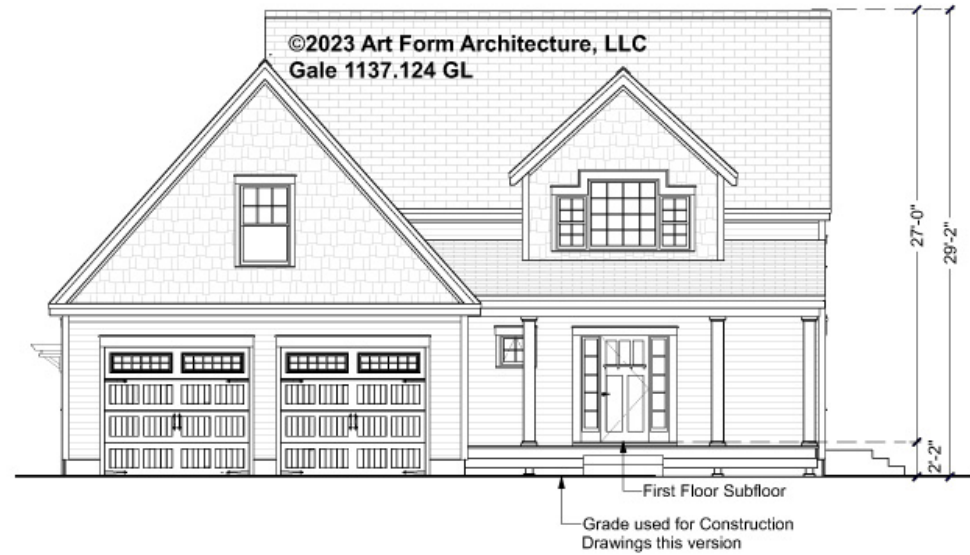 ©2023 Art Form Architecture, LLC
Gale 1137.124 GL
27'-0"
29'-2"
2'-2"
First Floor Subfloor
Grade used for Construction
Drawings this version